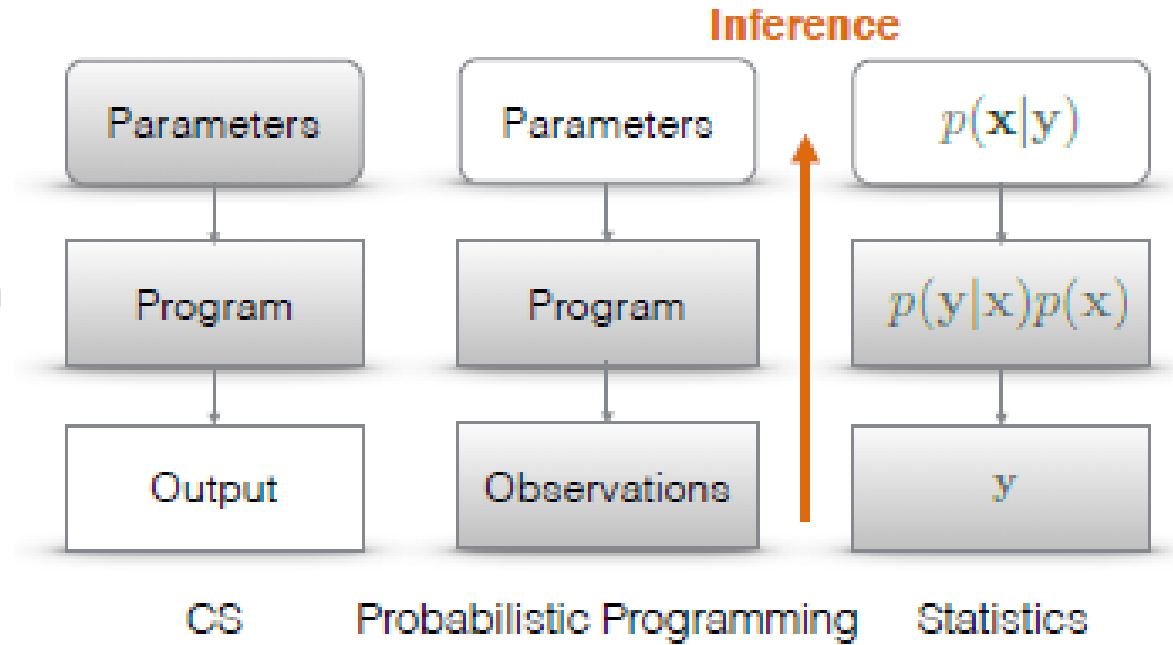 Inference
Parameters
Parameters
p(x|y)
Program
Program
p(y|x)p(x)
Output
Observations
y
CS
Probabilistic Programming
Statistics